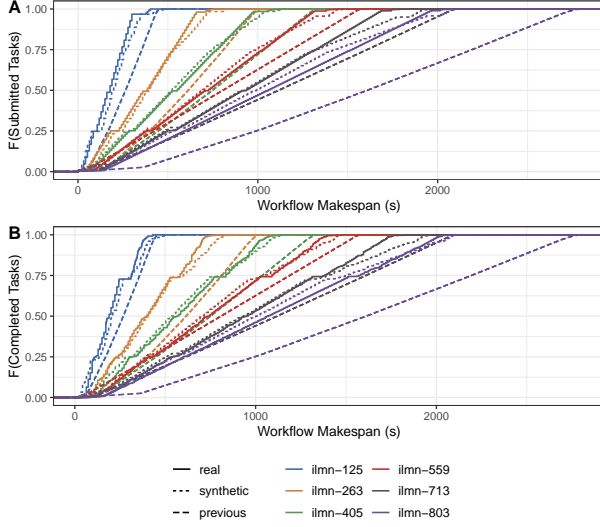 A
F(Submitted Tasks)
1.00
0.75
0.50
0.25
0.00
0 1000 2000
Workflow Makespan (s)
B
F(Completed Tasks)
1.00
0.75
0.50
0.25
0.00
0 1000 2000
Workflow Makespan (s)
real ilmn−125 ilmn−559
synthetic ilmn−263 ilmn−713
previous ilmn−405 ilmn−803